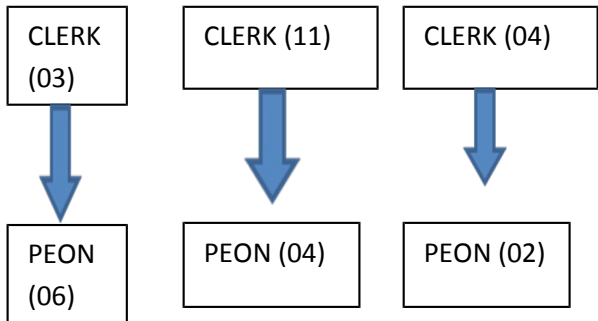 CLERK
(03)
CLERK (11)
CLERK (04)
PEON
(06)
PEON (04)
PEON (02)